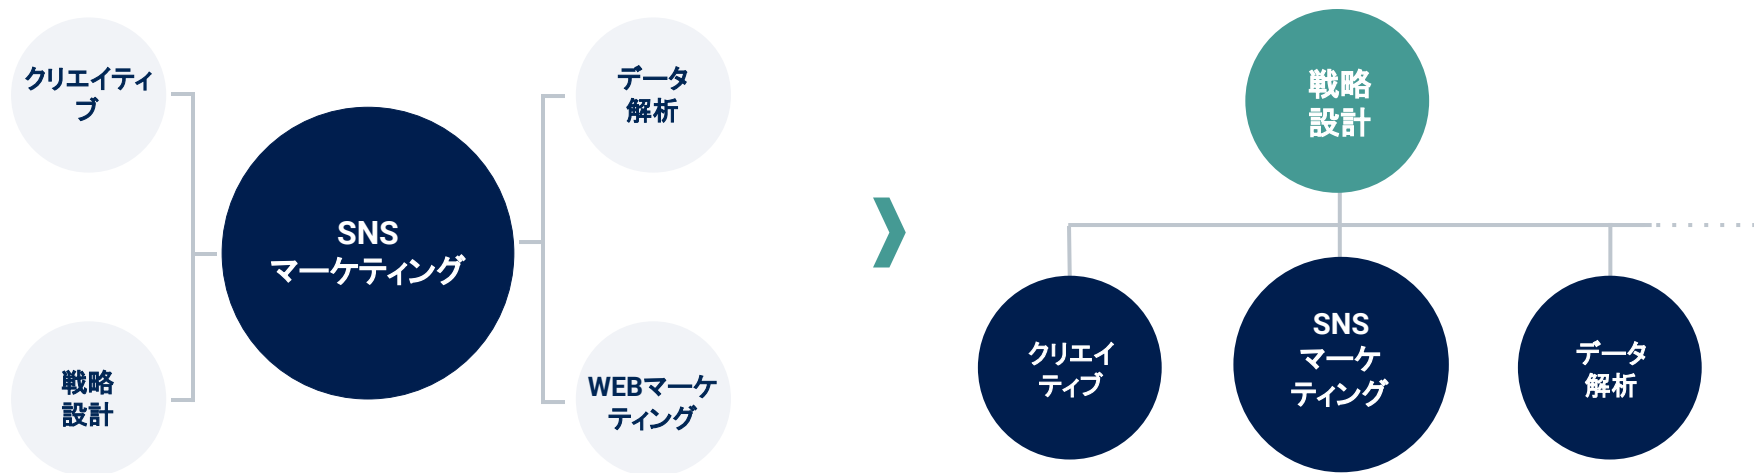 クリエイティ
ブ
データ
解析
SNS
マーケティング
戦略
設計
WEBマーケ
ティング
戦略
設計
クリエイ
ティブ
SNS
マーケ
ティング
データ
解析